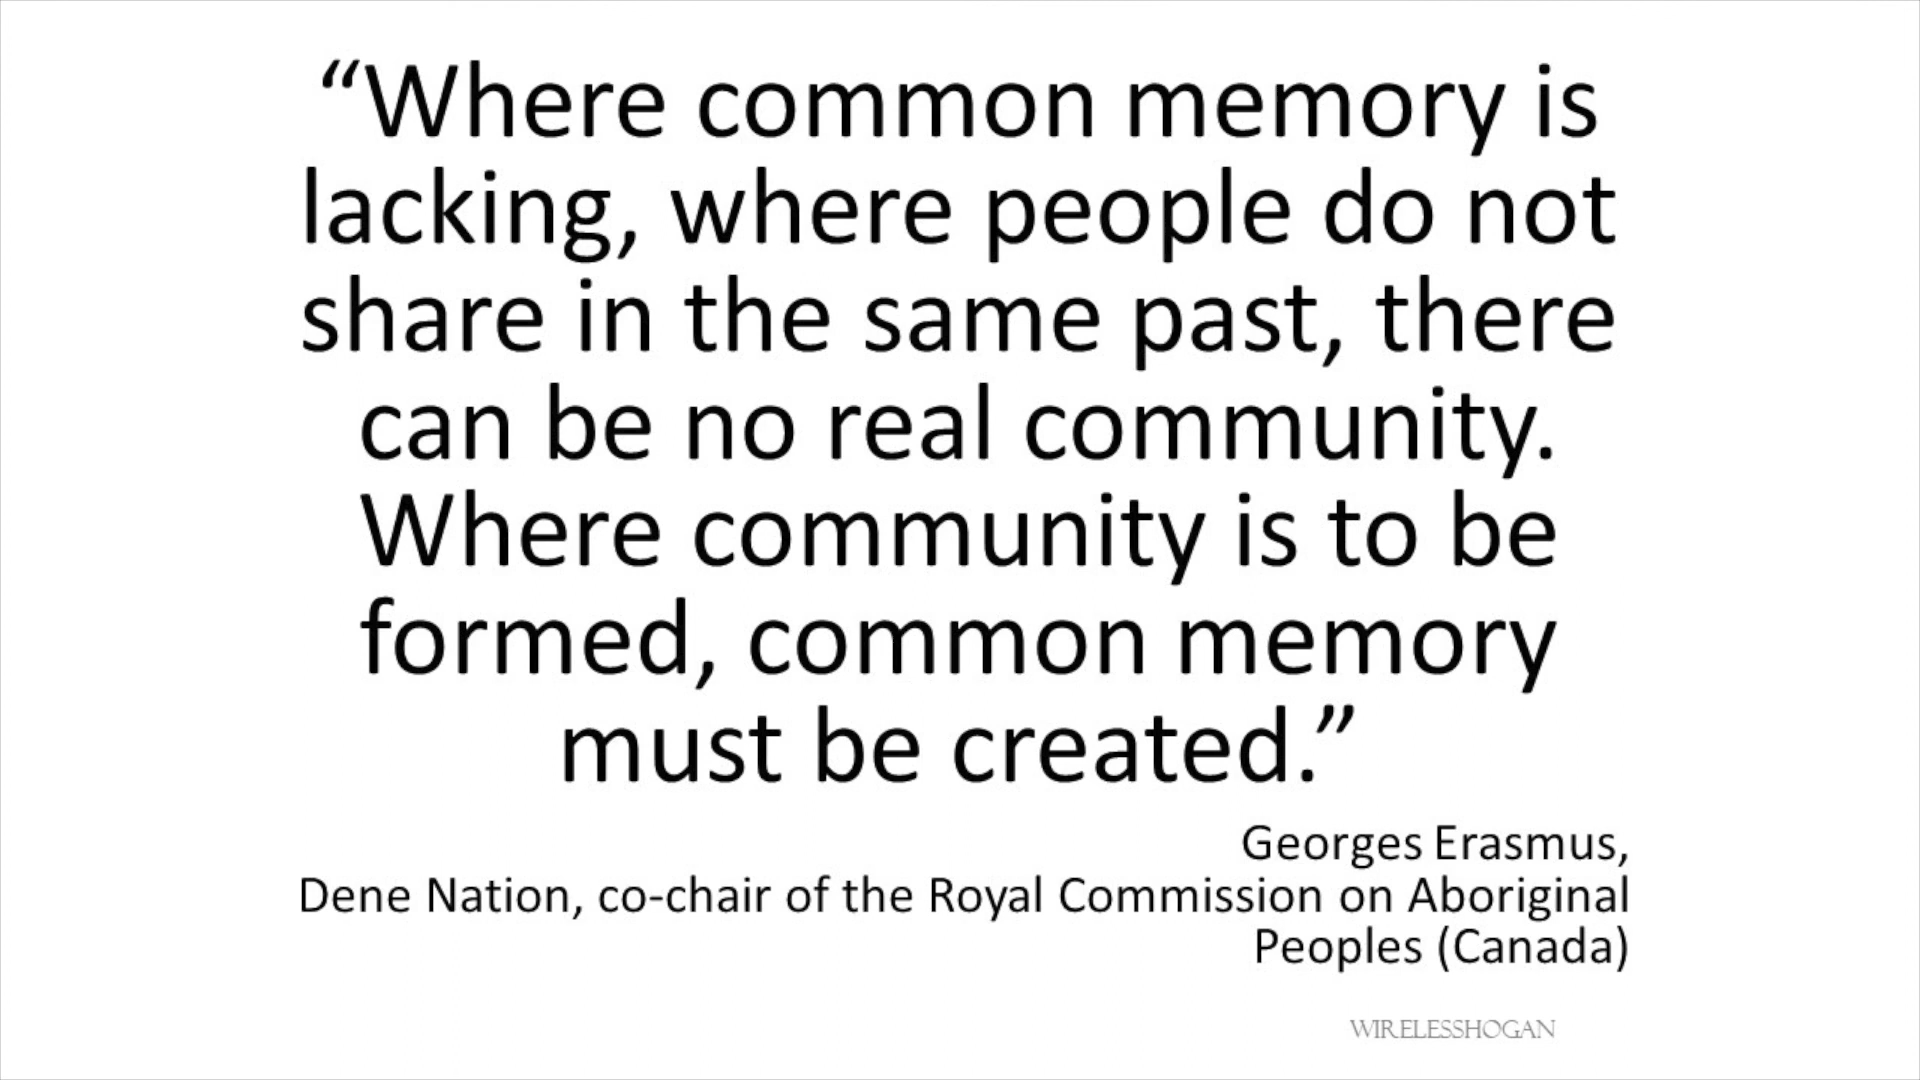 “Where common memory is
lacking, where people do not
share in the same past, there
can be no real community.
Where community is to be
formed, common memory
must be created.”
Georges Erasmus,
Dene Nation, co-chair of the Royal Commission on Aboriginal
Peoples (Canada)
WIRELESSHOGAN